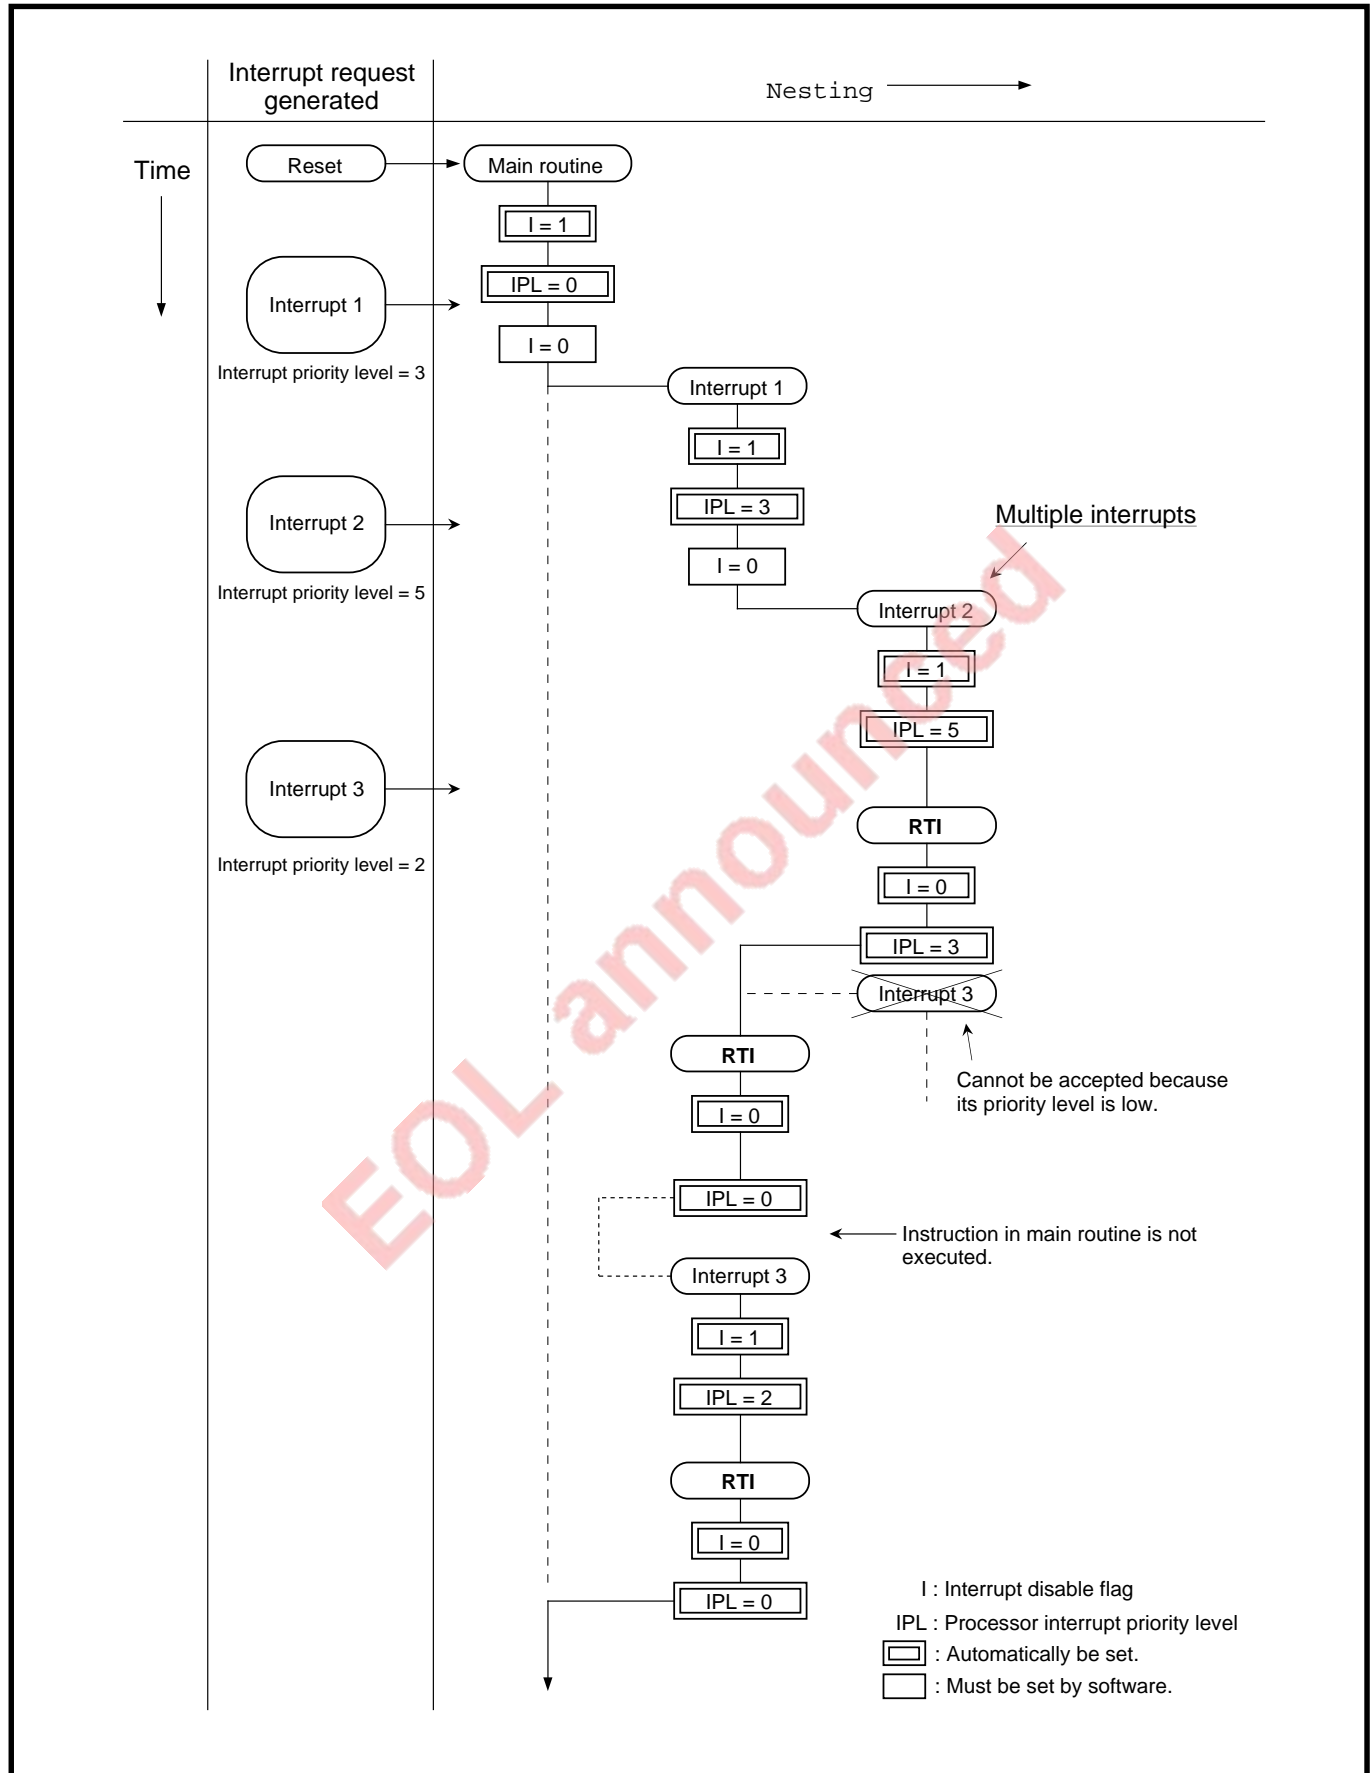 Interrupt request
generated
Nesting
Time
Reset
Main routine
I = 1
IPL = 0
Interrupt 1
Interrupt priority level = 3
I = 0
Interrupt 1
I = 1
IPL = 3
I = 0
Interrupt 2
Interrupt priority level = 5
Multiple interrupts
Interrupt 2
I = 1
IPL = 5
Interrupt 3
Interrupt priority level = 2
RTI
I = 0
IPL = 3
Interrupt 3
Cannot be accepted because
its priority level is low.
RTI
I = 0
IPL = 0
Instruction in main routine is not
executed.
Interrupt 3
I = 1
IPL = 2
RTI
I = 0
IPL = 0
I : Interrupt disable flag
IPL : Processor interrupt priority level
: Automatically be set.
: Must be set by software.
EOL announced